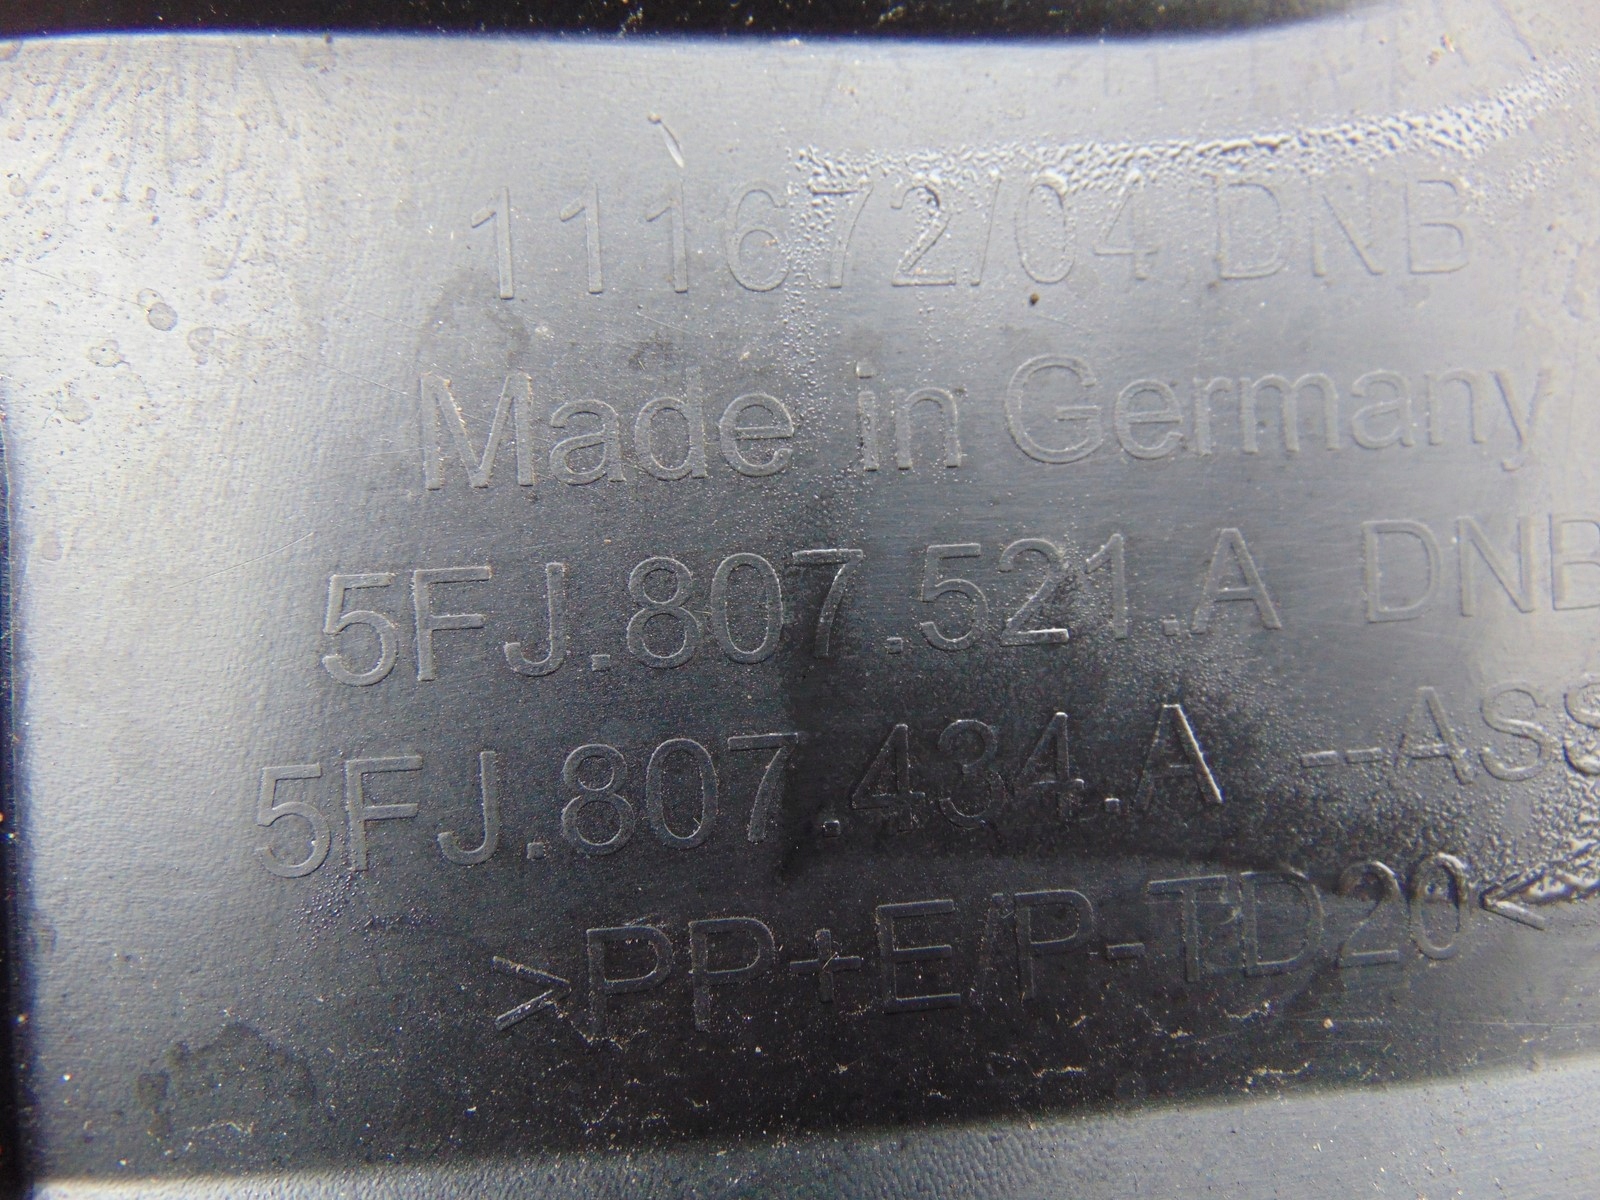 111672/04 DNB
Made in Germany
5FJ.807.521.A DNB
5FJ.807.434.A --ASS
>PP+E/P-TD20<